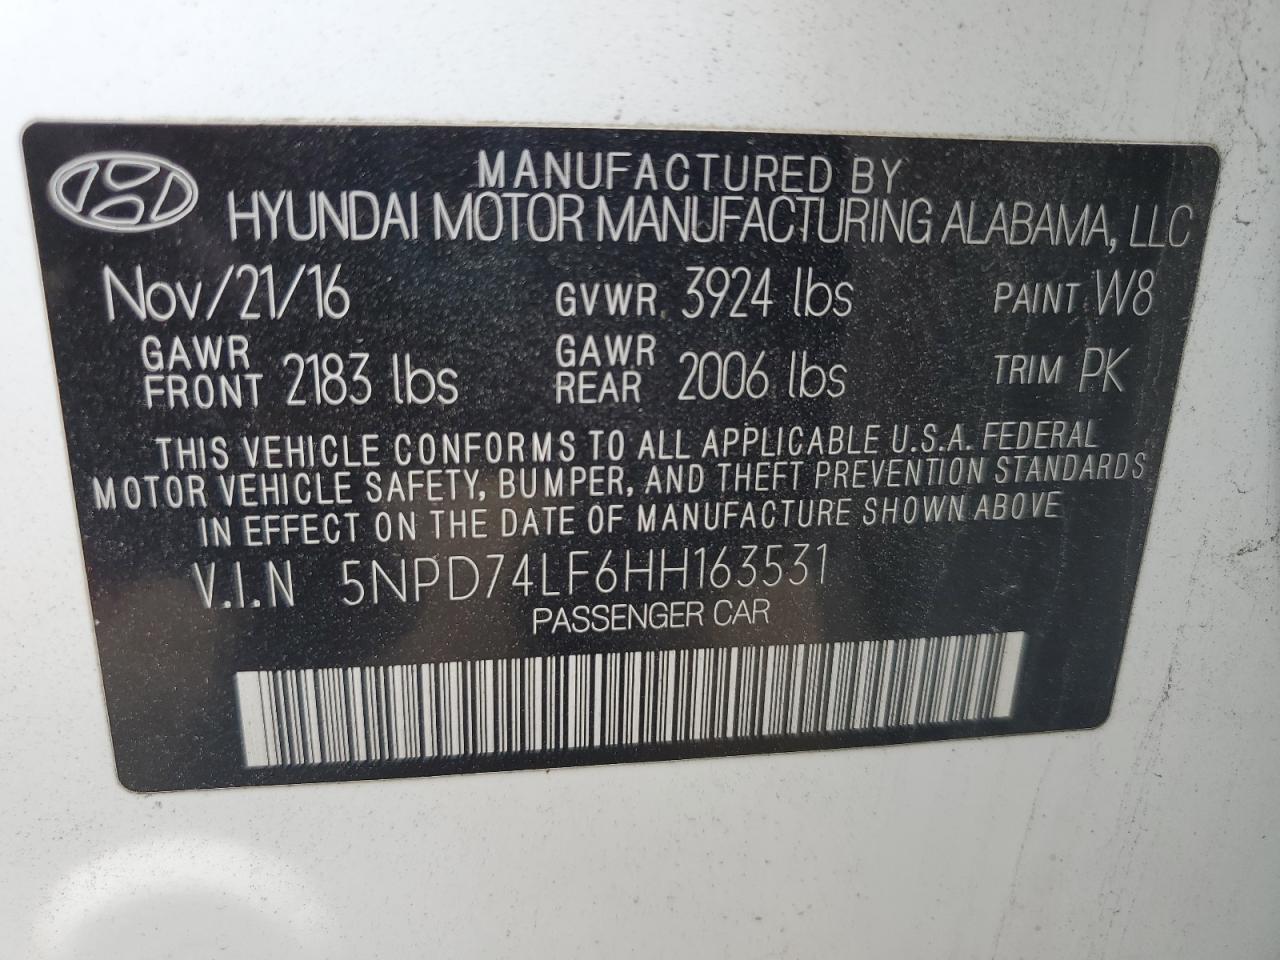 MANUFACTURED BY
HYUNDAI MOTOR MANUFACTURING ALABAMA, LLC
Nov/21/16 GVWR 3924 lbs PAINT W8
GAWR FRONT 2183 lbs GAWR REAR 2006 lbs TRIM PK
THIS VEHICLE CONFORMS TO ALL APPLICABLE U.S.A. FEDERAL
MOTOR VEHICLE SAFETY, BUMPER, AND THEFT PREVENTION STANDARDS
IN EFFECT ON THE DATE OF MANUFACTURE SHOWN ABOVE
V.I.N 5NPD74LF6HH163531
PASSENGER CAR